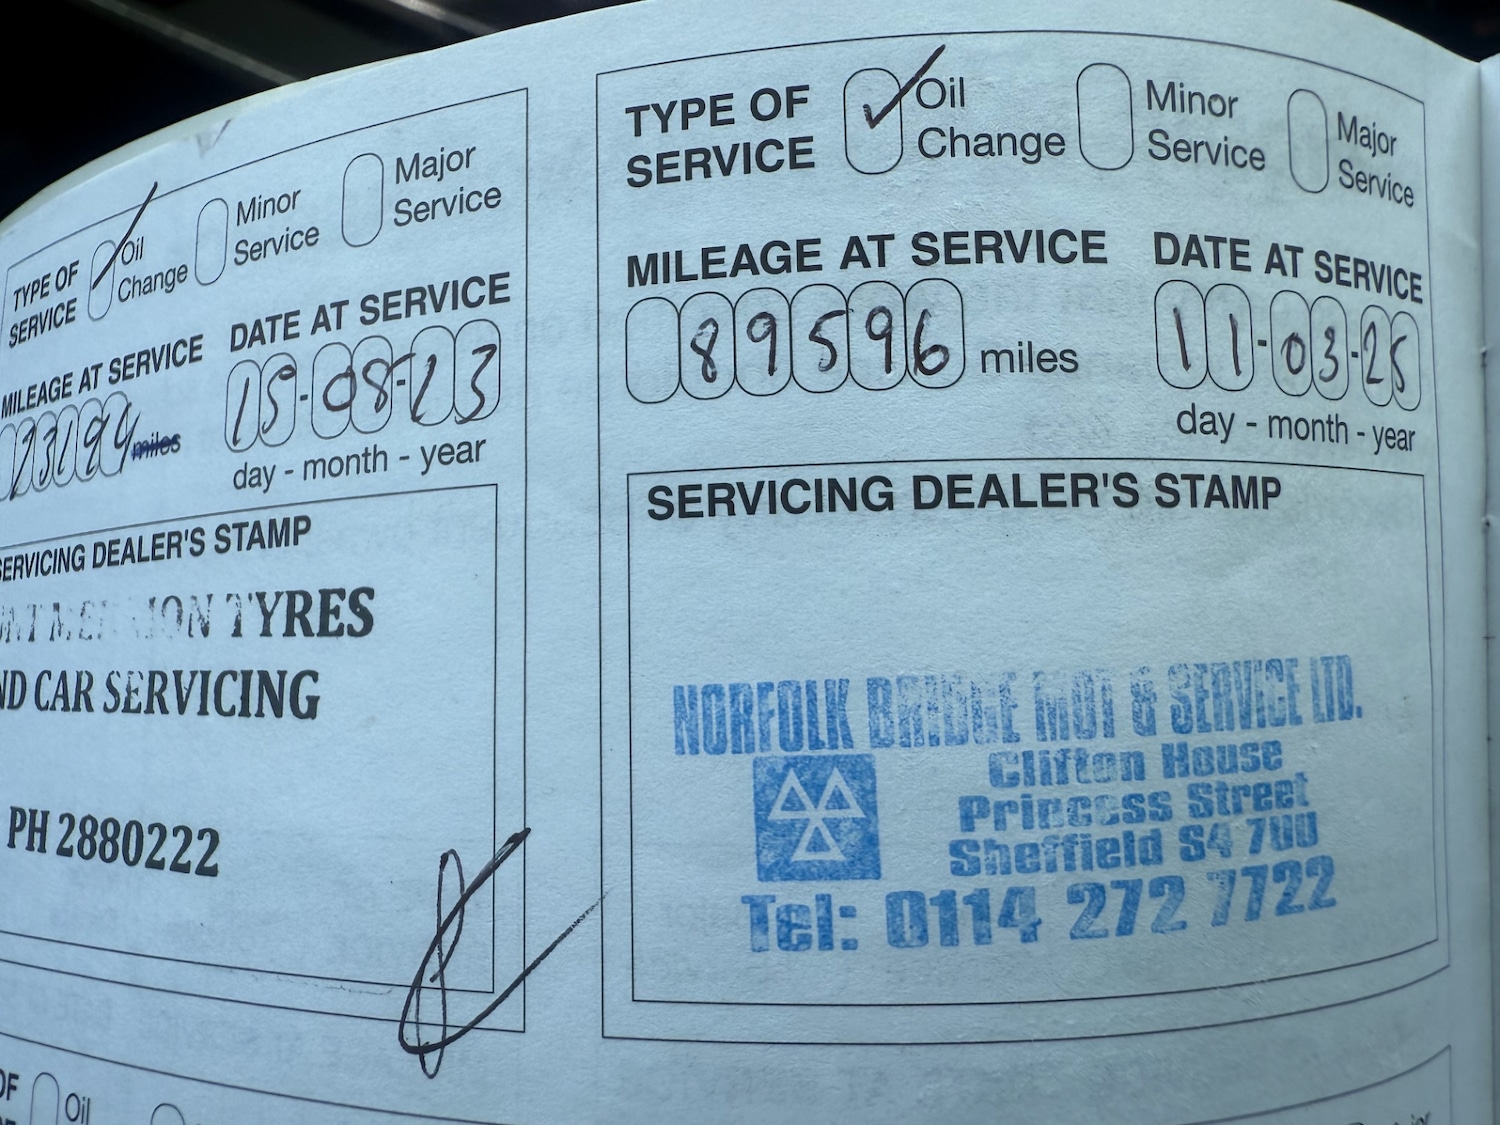 TYPE OF
SERVICE
Oil
Change
Minor
Service
Major
Service
MILEAGE AT SERVICE
miles
DATE AT SERVICE
15-08-23
day - month - year
SERVICING DEALER'S STAMP
TYRES
CAR SERVICING
PH 2880222
Oil
TYPE OF
SERVICE
Oil
Change
Minor
Service
Major
Service
MILEAGE AT SERVICE
89596 miles
DATE AT SERVICE
11-03-25
day - month - year
SERVICING DEALER'S STAMP
NORFOLK BRIDGE MOT & SERVICE LTD.
Clifton House
Princess Street
Sheffield S4 7UU
Tel: 0114 272 7722